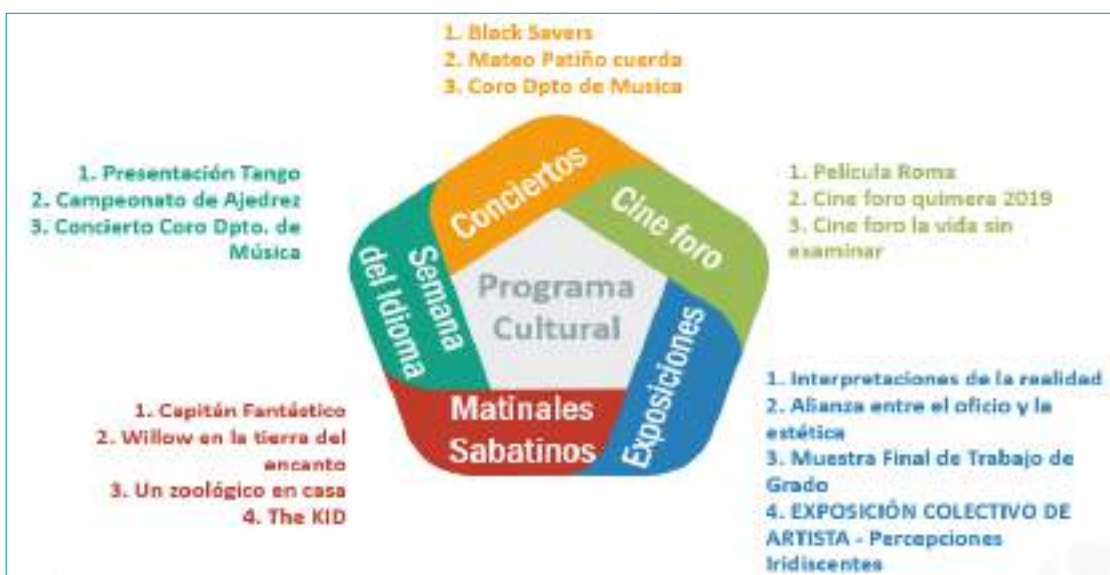 1. Black Savers
2. Mateo Patiño cuerda
3. Coro Dpto de Musica
1. Presentación Tango
2. Campeonato de Ajedrez
3. Concierto Coro Dpto. de
Música
Conciertos
Cine foro
1. Película Roma
2. Cine foro quimera 2019
3. Cine foro la vida sin
examinar
Semana
del Idioma
Programa
Cultural
Exposiciones
Matinales
Sabatinos
1. Capitán Fantástico
2. Willow en la tierra del
encanto
3. Un zoológico en casa
4. The KID
1. Interpretaciones de la realidad
2. Alianza entre el oficio y la
estética
3. Muestra Final de Trabajo de
Grado
4. EXPOSICIÓN COLECTIVO DE
ARTISTA - Percepciones
Iridiscentes